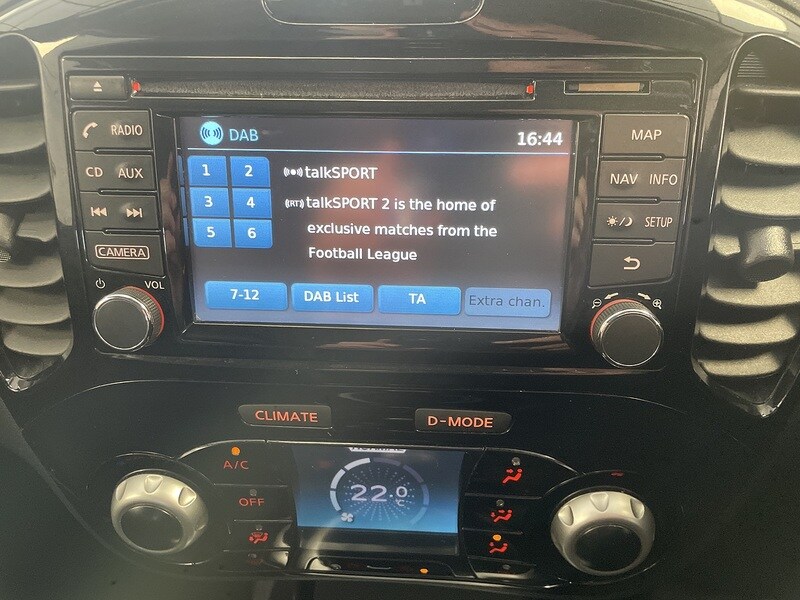 DAB
16:44
RADIO
MAP
1 2
talkSPORT
CD AUX
NAV INFO
3 4
(RT) talkSPORT 2 is the home of
exclusive matches from the
Football League
SETUP
5 6
CAMERA
7-12
DAB List
TA
Extra chan.
VOL
CLIMATE
D-MODE
A/C
OFF
22.0
°C